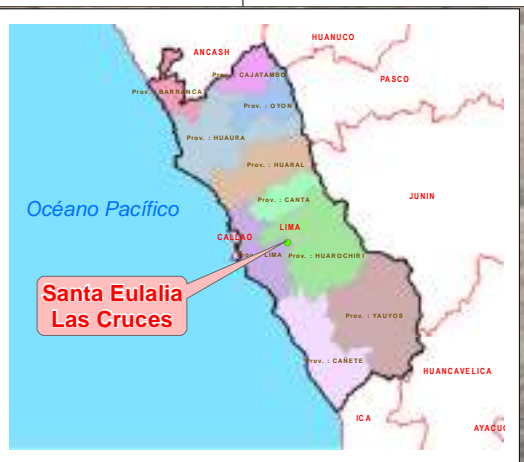 HUANUCO
ANCASH
Prov. : CAJATAMBO
PASCO
Prov. : BARRANCA
Prov. : OYON
Prov. : HUAURA
Prov. : HUARAL
JUNIN
Prov. : CANTA
Océano Pacífico
LIMA
CALLAO
Prov. : LIMA
Prov. : HUAROCHIRI
Santa Eulalia
Las Cruces
Prov. : YAUYOS
Prov. : CAÑETE
HUANCAVELICA
ICA
AYACU